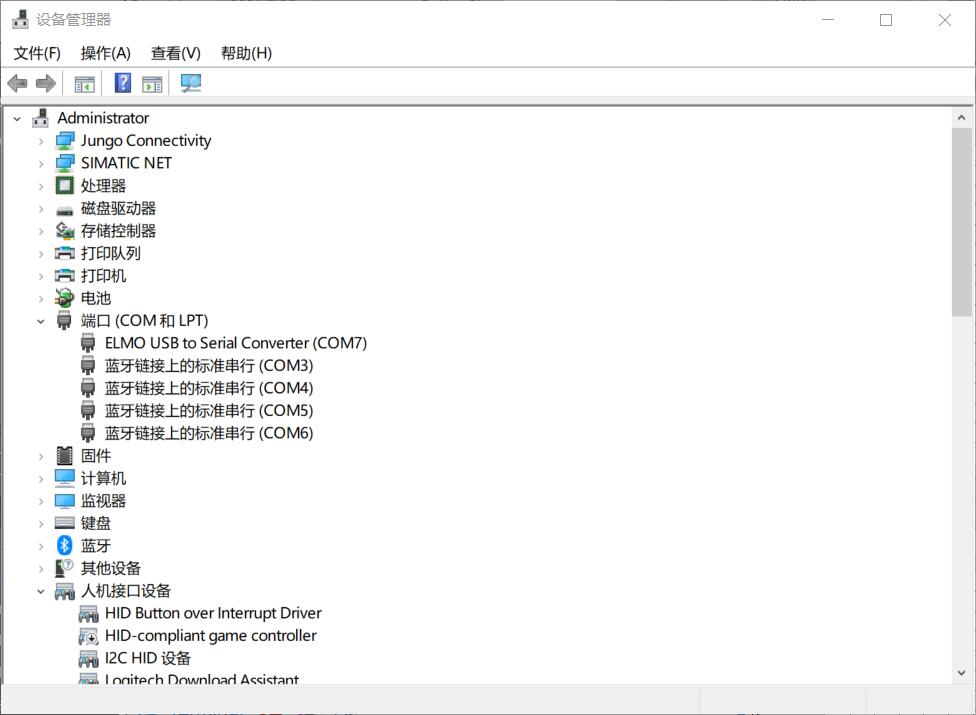 设备管理器
文件(F) 操作(A) 查看(V) 帮助(H)
Administrator
Jungo Connectivity
SIMATIC NET
处理器
磁盘驱动器
存储控制器
打印队列
打印机
电池
端口 (COM 和 LPT)
ELMO USB to Serial Converter (COM7)
蓝牙链接上的标准串行 (COM3)
蓝牙链接上的标准串行 (COM4)
蓝牙链接上的标准串行 (COM5)
蓝牙链接上的标准串行 (COM6)
固件
计算机
监视器
键盘
蓝牙
其他设备
人机接口设备
HID Button over Interrupt Driver
HID-compliant game controller
I2C HID 设备
Logitech Download Assistant